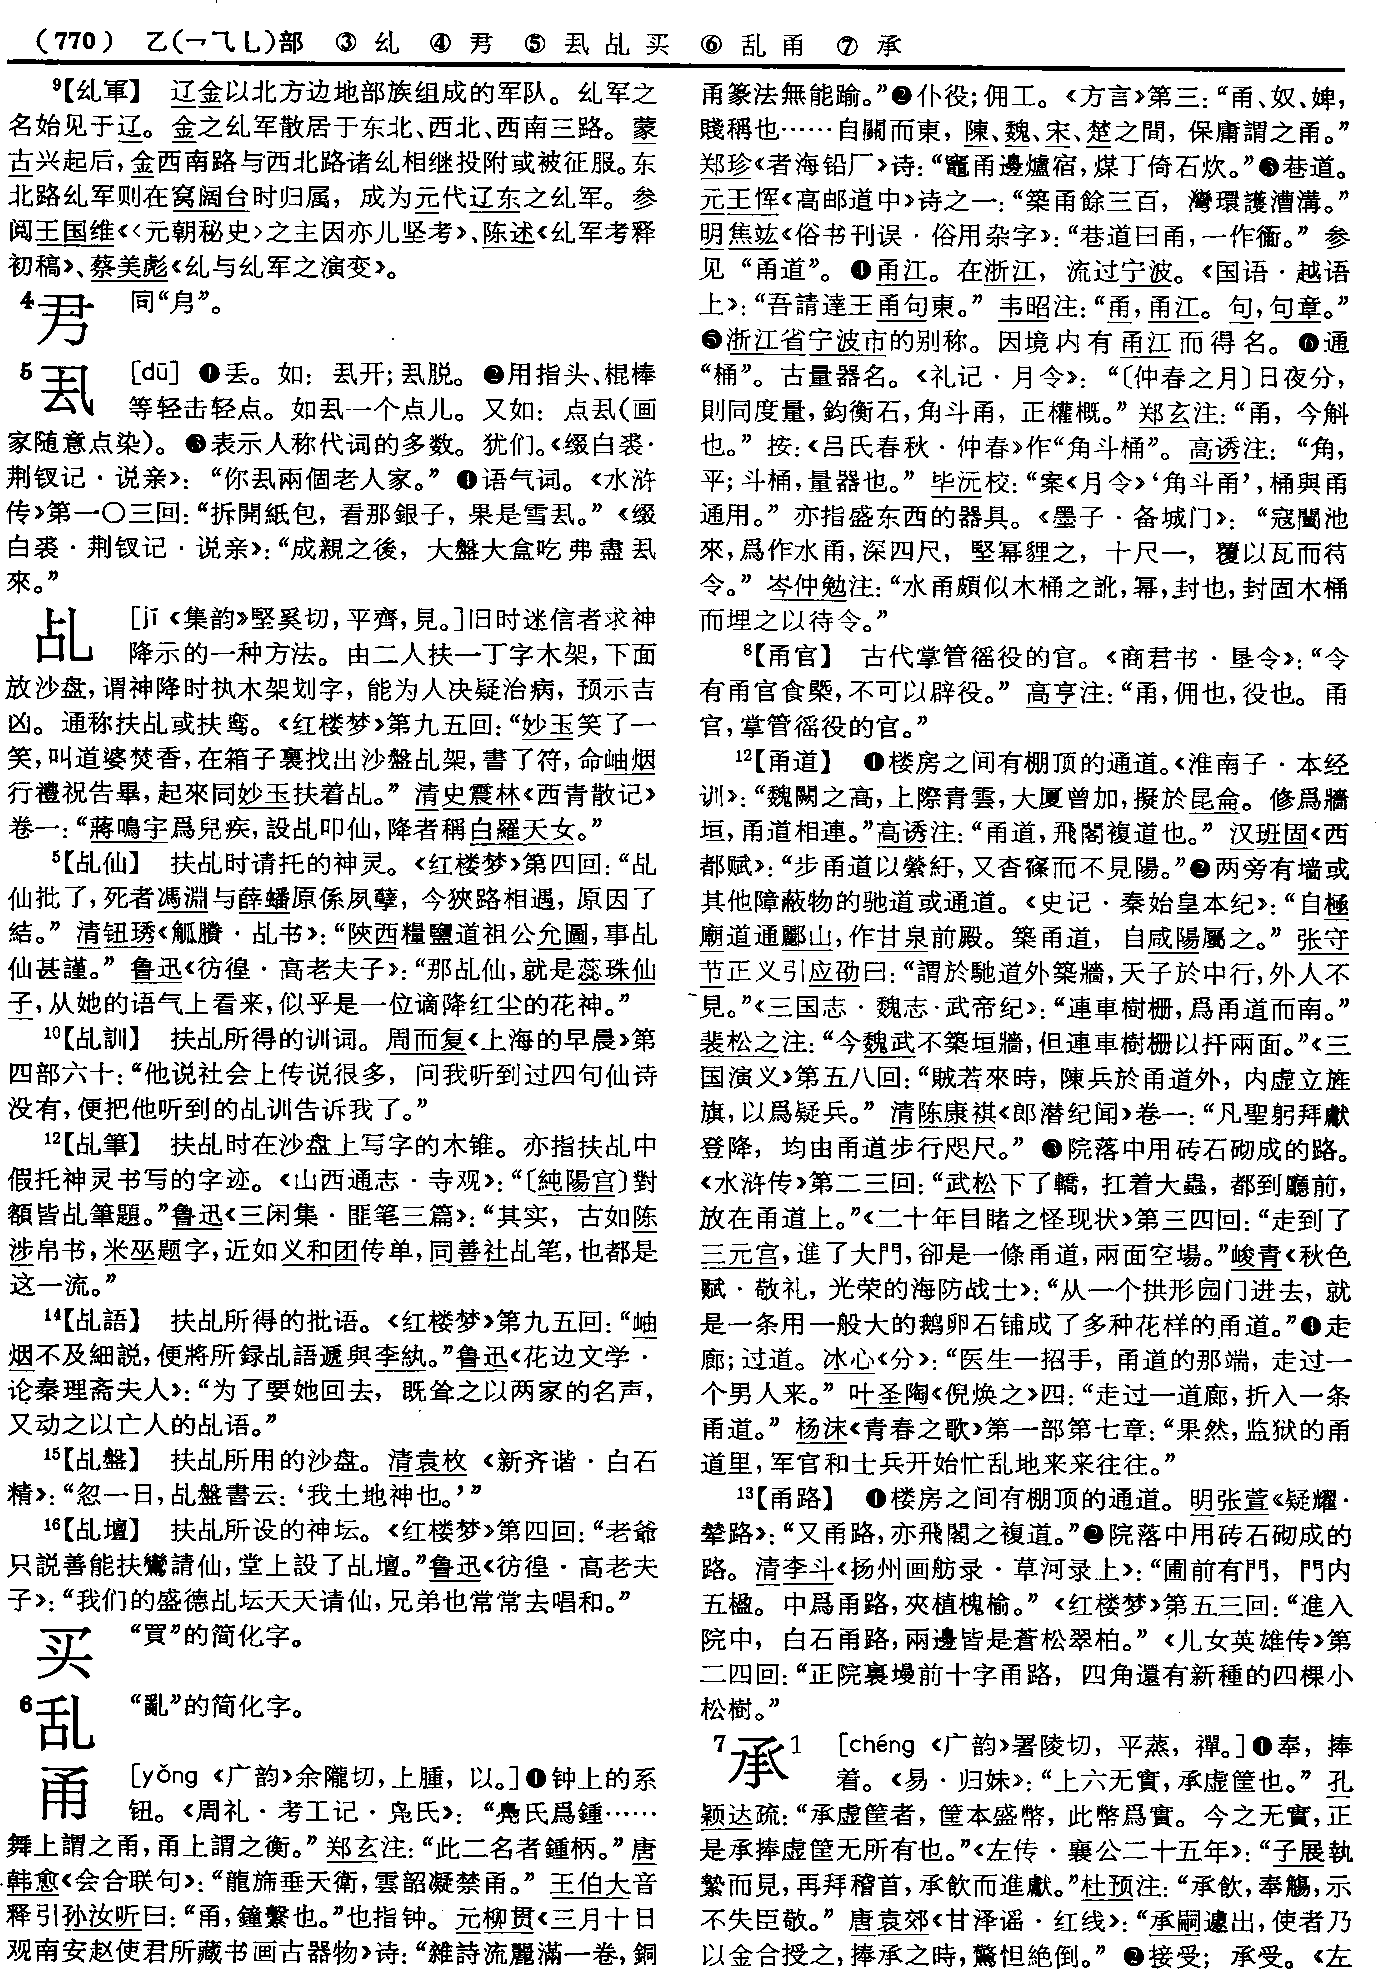 (770) 乙(乛⺄乚)部 ③ 乣 ④ 君 ⑤ 厾 乩 买 ⑥ 乱 甬 ⑦ 承
⁹【乣軍】 辽金以北方边地部族组成的军队。乣军之
名始见于辽。金之乣军散居于东北、西北、西南三路。蒙
古兴起后,金西南路与西北路诸乣相继投附或被征服。东
北路乣军则在窝阔台时归属,成为元代辽东之乣军。参
阅王国维《〈元朝秘史〉之主因亦儿坚考》、陈述《乣军考释
初稿》、蔡美彪《乣与乣军之演变》。
4 同“𠂤”。
5 厾 [dū] ❶丢。如:厾开;厾脱。❷用指头、棍棒
等轻击轻点。如厾一个点儿。又如:点厾(画
家随意点染)。❸表示人称代词的多数。犹们。《缀白裘·
荆钗记·说亲》:“你厾兩個老人家。”❹语气词。《水浒
传》第一〇三回:“拆開紙包,看那銀子,果是雪厾。”《缀
白裘·荆钗记·说亲》:“成親之後,大盤大盒吃弗盡厾
來。”
乩 [jī《集韵》堅奚切,平齊,見。]旧时迷信者求神
降示的一种方法。由二人扶一丁字木架,下面
放沙盘,谓神降时执木架划字,能为人决疑治病,预示吉
凶。通称扶乩或扶鸾。《红楼梦》第九五回:“妙玉笑了一
笑,叫道婆焚香,在箱子裏找出沙盤乩架,書了符,命岫烟
行禮祝告畢,起來同妙玉扶着乩。”清史震林《西青散记》
卷一:“蔣鳴宇爲兒疾,設乩叩仙,降者稱白羅天女。”
⁵【乩仙】 扶乩时请托的神灵。《红楼梦》第四回:“乩
仙批了,死者馮淵与薛蟠原係夙孽,今狹路相遇,原因了
結。”清钮琇《觚賸·乩书》:“陝西糧鹽道祖公允圖,事乩
仙甚謹。”鲁迅《彷徨·高老夫子》:“那乩仙,就是蕊珠仙
子,从她的语气上看来,似乎是一位谪降红尘的花神。”
¹⁰【乩訓】 扶乩所得的训词。周而复《上海的早晨》第
四部六十:“他说社会上传说很多,问我听到过四句仙诗
没有,便把他听到的乩训告诉我了。”
¹²【乩筆】 扶乩时在沙盘上写字的木锥。亦指扶乩中
假托神灵书写的字迹。《山西通志·寺观》:“〔純陽宫〕對
額皆乩筆題。”鲁迅《三闲集·匪笔三篇》:“其实,古如陈
涉帛书,米巫题字,近如义和团传单,同善社乩笔,也都是
这一流。”
¹⁴【乩語】 扶乩所得的批语。《红楼梦》第九五回:“岫
烟不及細説,便將所録乩語遞與李紈。”鲁迅《花边文学·
论秦理斋夫人》:“为了要她回去,既耸之以两家的名声,
又动之以亡人的乩语。”
¹⁵【乩盤】 扶乩所用的沙盘。清袁枚《新齐谐·白石
精》:“忽一日,乩盤書云:‘我土地神也。’”
¹⁶【乩壇】 扶乩所设的神坛。《红楼梦》第四回:“老爺
只説善能扶鸞請仙,堂上設了乩壇。”鲁迅《彷徨·高老夫
子》:“我们的盛德乩坛天天请仙,兄弟也常常去唱和。”
买 “買”的简化字。
6 乱 “亂”的简化字。
甬 [yǒng《广韵》余隴切,上腫,以。]❶钟上的系
钮。《周礼·考工记·凫氏》:“鳧氏爲鍾……
舞上謂之甬,甬上謂之衡。”郑玄注:“此二名者鍾柄。”唐
韩愈《会合联句》:“龍旆垂天衛,雲韶凝禁甬。”王伯大音
释引孙汝听曰:“甬,鐘繫也。”也指钟。元柳贯《三月十日
观南安赵使君所藏书画古器物》诗:“雜詩流麗滿一卷,銅
甬篆法無能踰。”❷仆役;佣工。《方言》第三:“甬、奴、婢,
賤稱也……自關而東,陳、魏、宋、楚之間,保庸謂之甬。”
郑珍《者海铅厂》诗:“竈甬邊爐宿,煤丁倚石炊。”❸巷道。
元王恽《高邮道中》诗之一:“築甬餘三百,灣環護漕溝。”
明焦竑《俗书刊误·俗用杂字》:“巷道曰甬,一作衕。”参
见“甬道”。❹甬江。在浙江,流过宁波。《国语·越语
上》:“吾請達王甬句東。”韦昭注:“甬,甬江。句,句章。”
❺浙江省宁波市的别称。因境内有甬江而得名。❻通
“桶”。古量器名。《礼记·月令》:“〔仲春之月〕日夜分,
則同度量,鈞衡石,角斗甬,正權概。”郑玄注:“甬,今斛
也。”按:《吕氏春秋·仲春》作“角斗桶”。高诱注:“角,
平;斗桶,量器也。”毕沅校:“案《月令》‘角斗甬’,桶與甬
通用。”亦指盛东西的器具。《墨子·备城门》:“寇闉池
來,爲作水甬,深四尺,堅幂貍之,十尺一,覆以瓦而待
令。”岑仲勉注:“水甬頗似木桶之訛,幂,封也,封固木桶
而埋之以待令。”
⁸【甬官】 古代掌管徭役的官。《商君书·垦令》:“令
有甬官食槩,不可以辟役。”高亨注:“甬,佣也,役也。甬
官,掌管徭役的官。”
¹²【甬道】 ❶楼房之间有棚顶的通道。《淮南子·本经
训》:“魏闕之高,上際青雲,大厦曾加,擬於昆侖。修爲牆
垣,甬道相連。”高诱注:“甬道,飛閣複道也。”汉班固《西
都赋》:“步甬道以縈紆,又杳窱而不見陽。”❷两旁有墙或
其他障蔽物的驰道或通道。《史记·秦始皇本纪》:“自極
廟道通酈山,作甘泉前殿。築甬道,自咸陽屬之。”张守
节正义引应劭曰:“謂於馳道外築牆,天子於中行,外人不
見。”《三国志·魏志·武帝纪》:“連車樹栅,爲甬道而南。”
裴松之注:“今魏武不築垣牆,但連車樹栅以扞兩面。”《三
国演义》第五八回:“賊若來時,陳兵於甬道外,内虚立旌
旗,以爲疑兵。”清陈康祺《郎潜纪闻》卷一:“凡聖躬拜獻
登降,均由甬道步行咫尺。”❸院落中用砖石砌成的路。
《水浒传》第二三回:“武松下了轎,扛着大蟲,都到廳前,
放在甬道上。”《二十年目睹之怪现状》第三四回:“走到了
三元宫,進了大門,卻是一條甬道,兩面空場。”峻青《秋色
赋·敬礼,光荣的海防战士》:“从一个拱形园门进去,就
是一条用一般大的鹅卵石铺成了多种花样的甬道。”❹走
廊;过道。冰心《分》:“医生一招手,甬道的那端,走过一
个男人来。”叶圣陶《倪焕之》四:“走过一道廊,折入一条
甬道。”杨沫《青春之歌》第一部第七章:“果然,监狱的甬
道里,军官和士兵开始忙乱地来来往往。”
¹³【甬路】 ❶楼房之间有棚顶的通道。明张萱《疑耀·
辇路》:“又甬路,亦飛閣之複道。”❷院落中用砖石砌成的
路。清李斗《扬州画舫录·草河录上》:“圃前有門,門内
五楹。中爲甬路,夾植槐榆。”《红楼梦》第五三回:“進入
院中,白石甬路,兩邊皆是蒼松翠柏。”《儿女英雄传》第
二四回:“正院裏墁前十字甬路,四角還有新種的四棵小
松樹。”
7 承1 [chéng《广韵》署陵切,平蒸,禪。]❶奉,捧
着。《易·归妹》:“上六无實,承虚筐也。”孔
颖达疏:“承虚筐者,筐本盛幣,此幣爲實。今之无實,正
是承捧虚筐无所有也。”《左传·襄公二十五年》:“子展執
縶而見,再拜稽首,承飲而進獻。”杜预注:“承飲,奉觴,示
不失臣敬。”唐袁郊《甘泽谣·红线》:“承嗣遽出,使者乃
以金合授之,捧承之時,驚怛絶倒。”❷接受;承受。《左